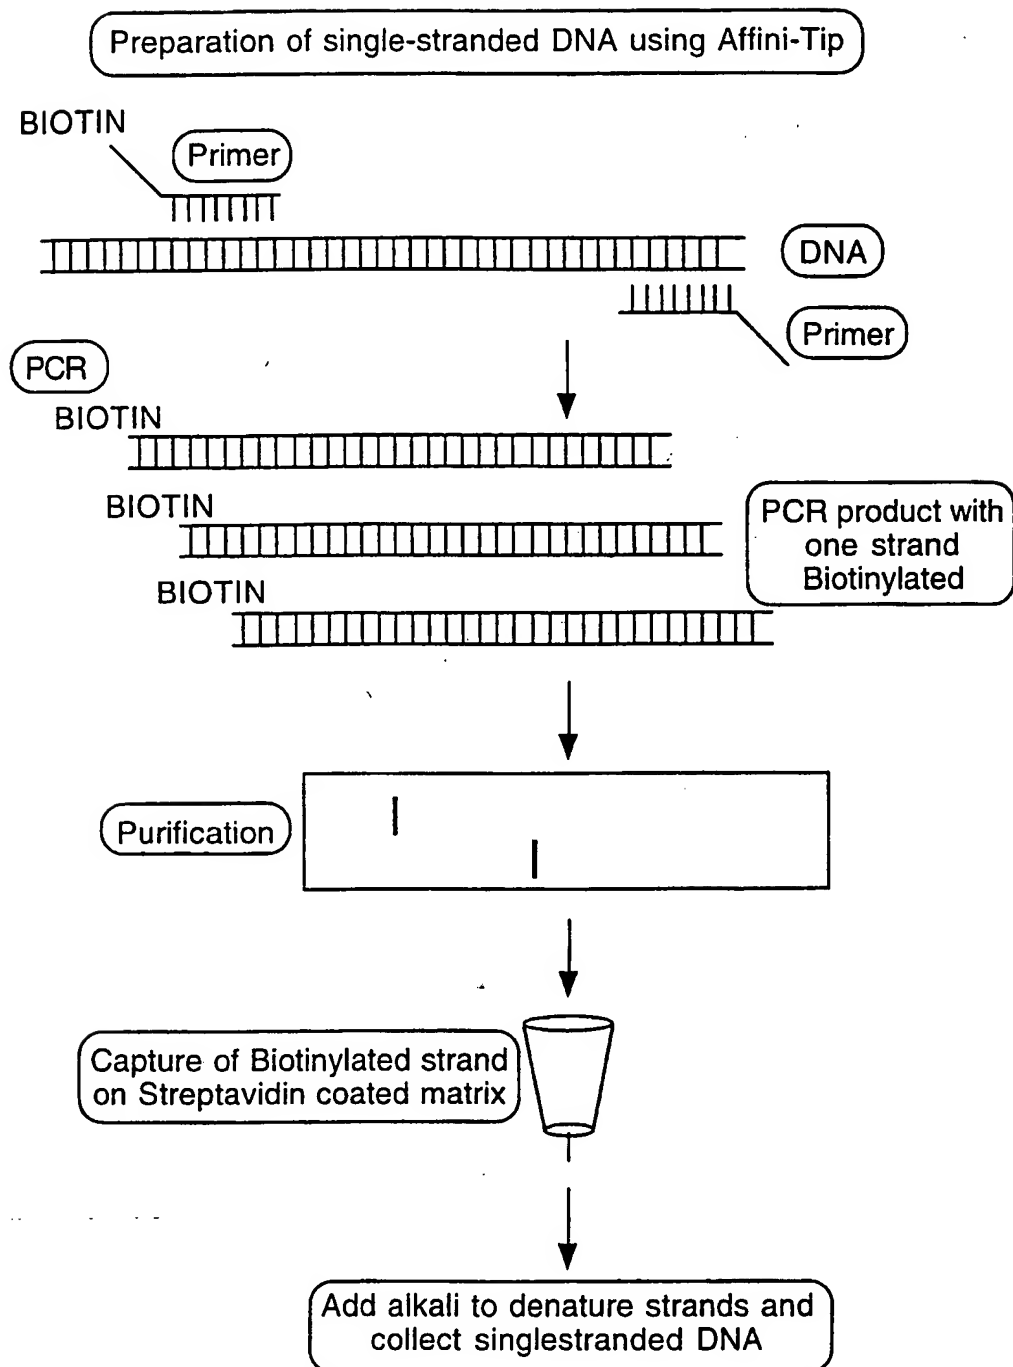 Preparation of single-stranded DNA using Affini-Tip
BIOTIN
Primer
DNA
Primer
PCR
BIOTIN
BIOTIN
PCR product with
one strand
Biotinylated
BIOTIN
Purification
Capture of Biotinylated strand
on Streptavidin coated matrix
Add alkali to denature strands and
collect singlestranded DNA